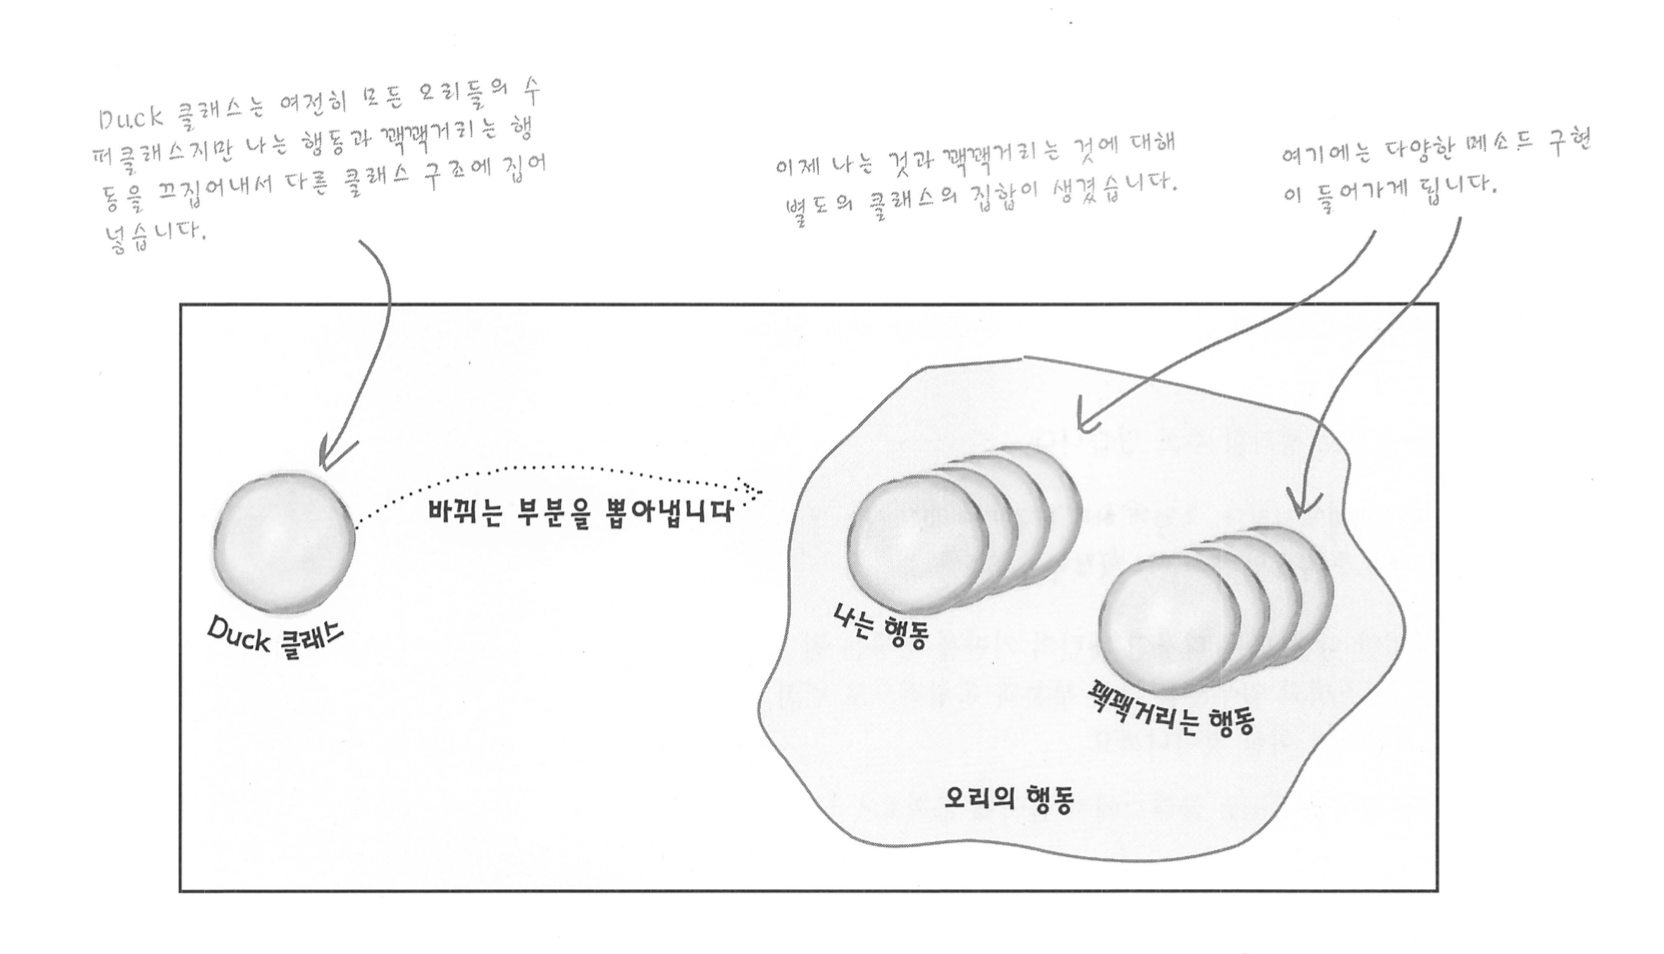 Duck 클래스는 여전히 모든 오리들의 수
퍼클래스지만 나는 행동과 꽥꽥거리는 행
동을 끄집어내서 다른 클래스 구조에 집어
넣습니다.
이제 나는 것과 꽥꽥거리는 것에 대해
별도의 클래스의 집합이 생겼습니다.
여기에는 다양한 메소드 구현
이 들어가게 됩니다.
바뀌는 부분을 뽑아냅니다
Duck 클래스
나는 행동
꽥꽥거리는 행동
오리의 행동